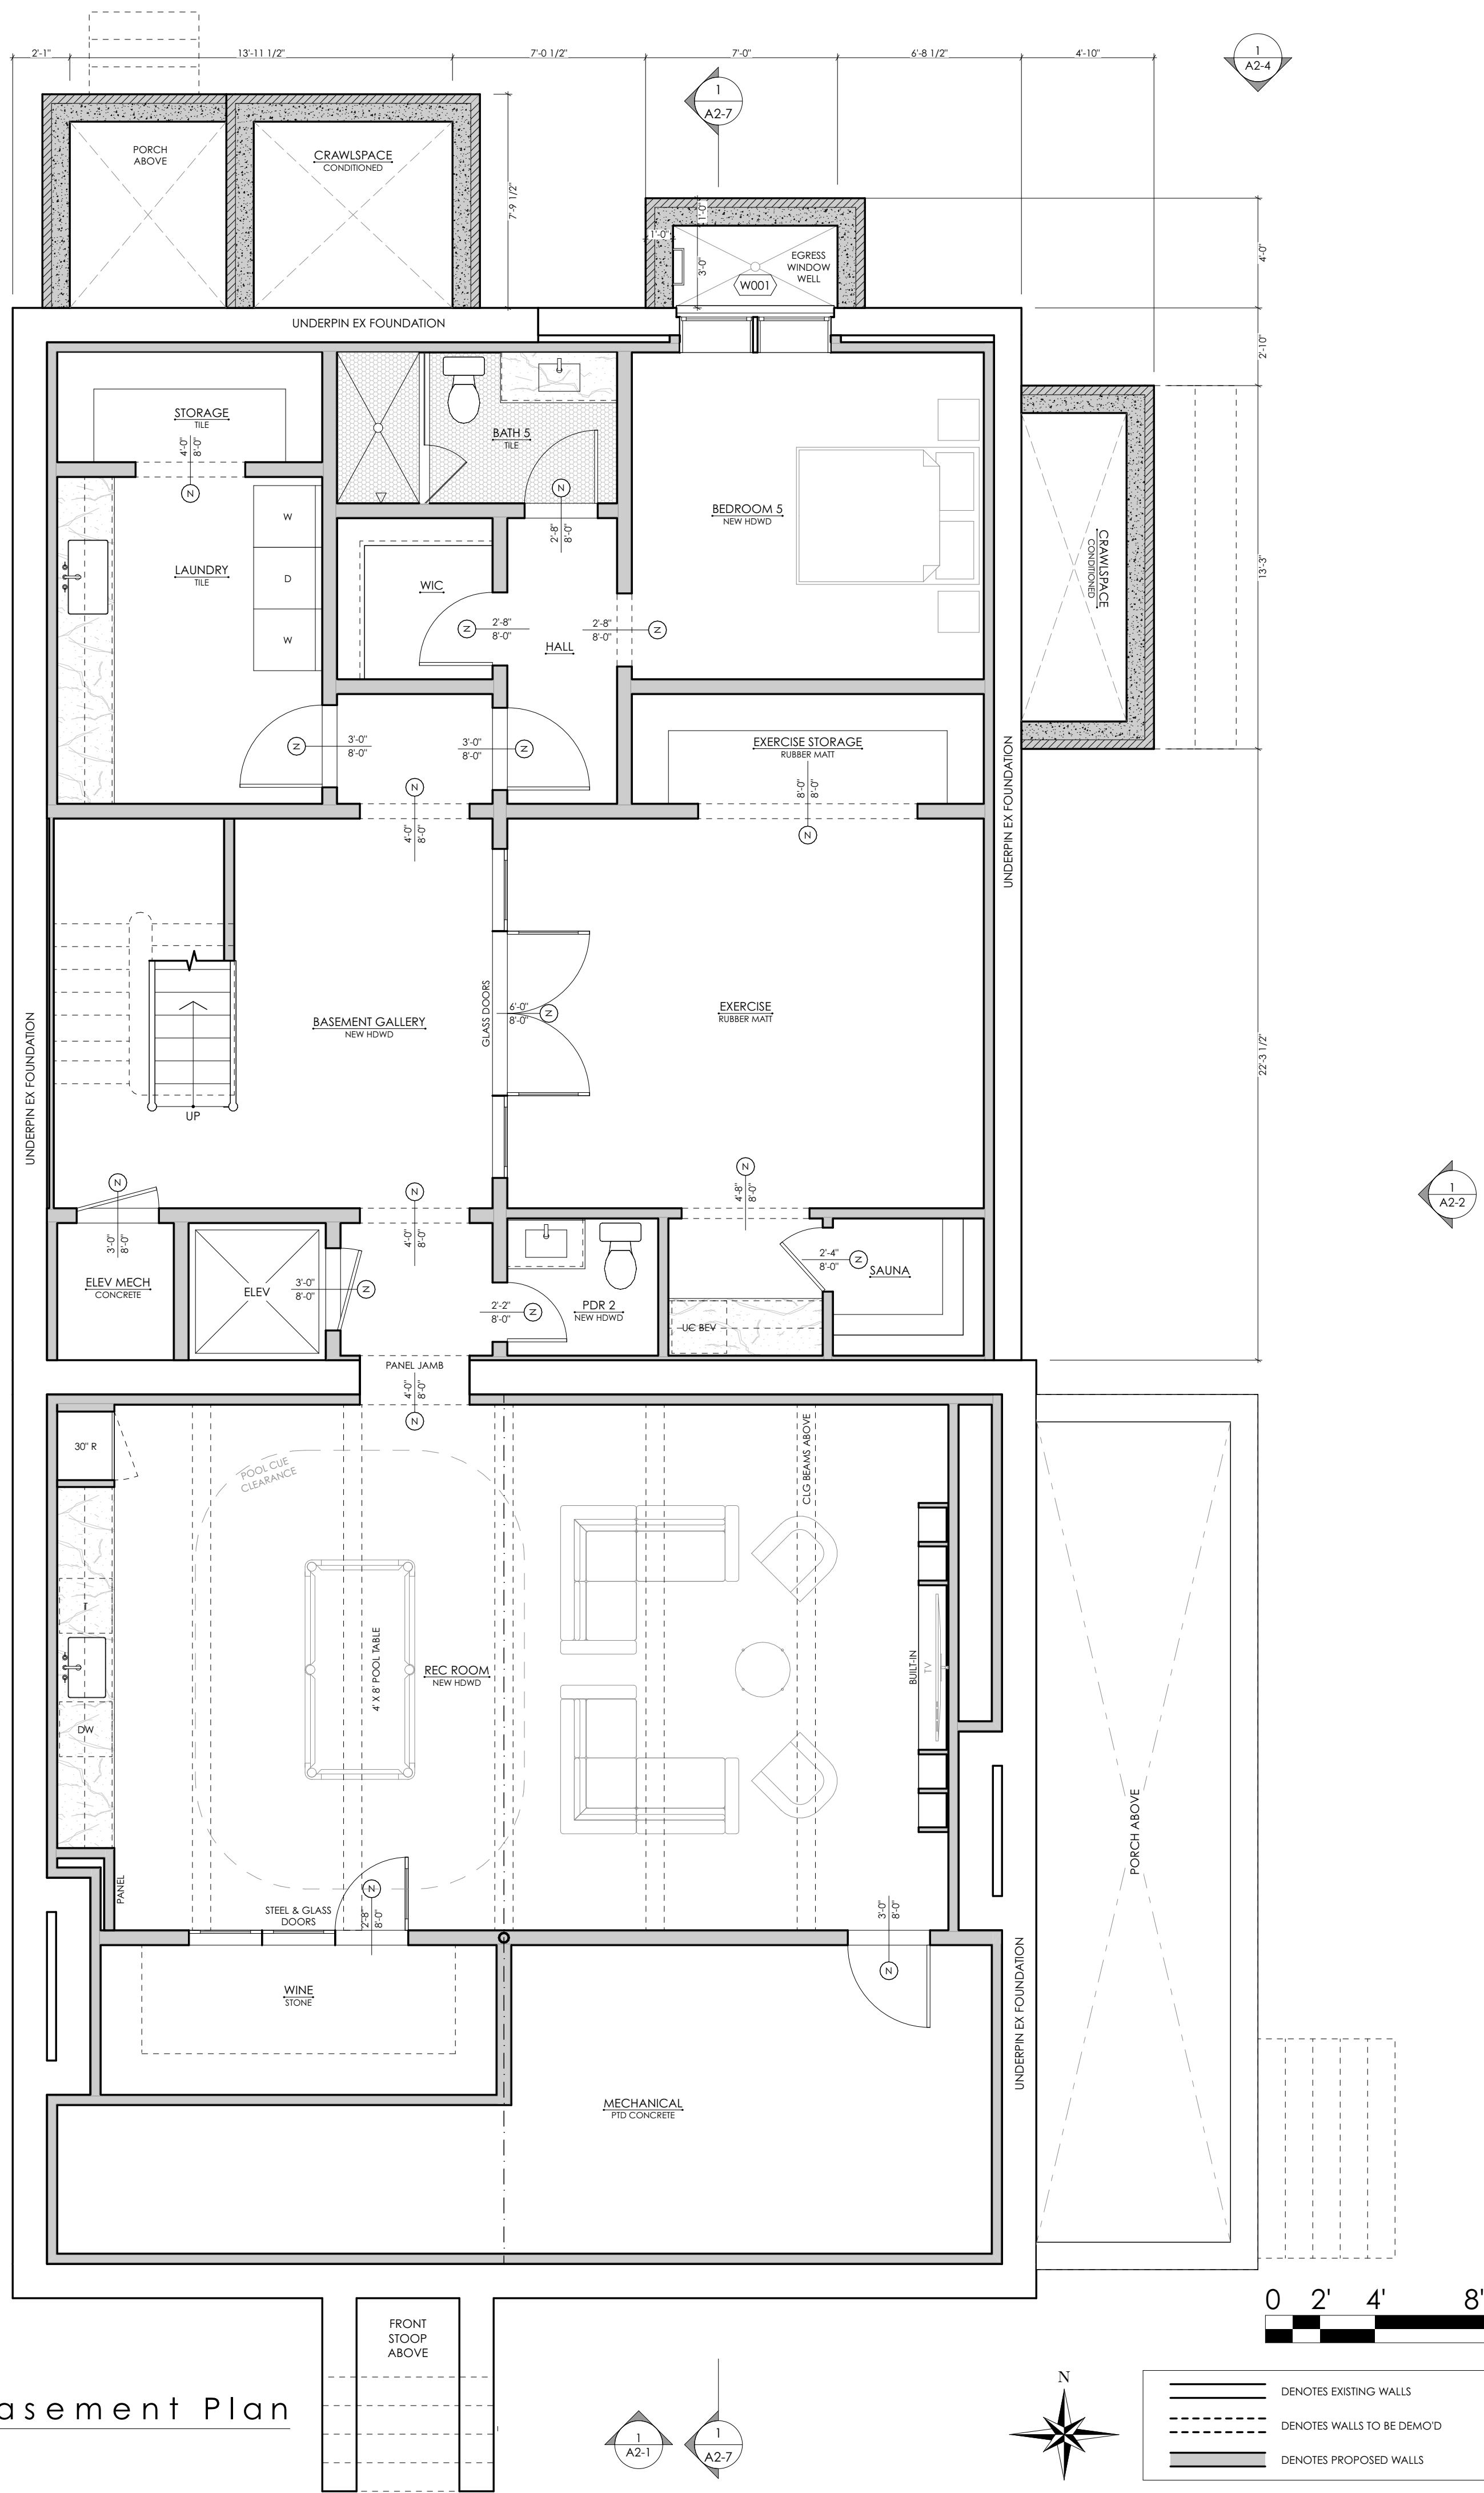 2'-1"
13'-11 1/2"
7'-0 1/2"
7'-0"
6'-8 1/2"
4'-10"
1
A2-4
1
A2-7
PORCH
ABOVE
CRAWLSPACE
CONDITIONED
7'-9 1/2"
1'-0"
1'-0"
3'-0"
EGRESS
WINDOW
WELL
W001
4'-0"
UNDERPIN EX FOUNDATION
2'-10"
STORAGE
TILE
4'-0"
8'-0"
N
BATH 5
TILE
N
2'-8"
8'-0"
BEDROOM 5
NEW HDWD
W
D
W
LAUNDRY
TILE
WIC
N
2'-8"
8'-0"
HALL
2'-8"
8'-0"
N
CRAWLSPACE
CONDITIONED
13'-3"
N
3'-0"
8'-0"
3'-0"
8'-0"
N
EXERCISE STORAGE
RUBBER MATT
8'-0"
8'-0"
N
N
4'-0"
8'-0"
UNDERPIN EX FOUNDATION
UNDERPIN EX FOUNDATION
UP
BASEMENT GALLERY
NEW HDWD
GLASS DOORS
6'-0"
8'-0"
N
EXERCISE
RUBBER MATT
22'-3 1/2"
1
A2-2
N
3'-0"
8'-0"
ELEV MECH
CONCRETE
ELEV
3'-0"
8'-0"
N
N
4'-0"
8'-0"
2'-2"
8'-0"
N
PDR 2
NEW HDWD
N
4'-8"
8'-0"
2'-4"
8'-0"
N
SAUNA
UC BEV
PANEL JAMB
4'-0"
8'-0"
N
30" R
POOL CUE
CLEARANCE
CLG BEAMS ABOVE
T
DW
4' X 8' POOL TABLE
REC ROOM
NEW HDWD
BUILT-IN
TV
PORCH ABOVE
PANEL
STEEL & GLASS
DOORS
N
2'-8"
8'-0"
3'-0"
8'-0"
N
WINE
STONE
UNDERPIN EX FOUNDATION
MECHANICAL
PTD CONCRETE
FRONT
STOOP
ABOVE
0 2' 4' 8'
asement Plan
1
A2-1
1
A2-7
N
DENOTES EXISTING WALLS
DENOTES WALLS TO BE DEMO'D
DENOTES PROPOSED WALLS